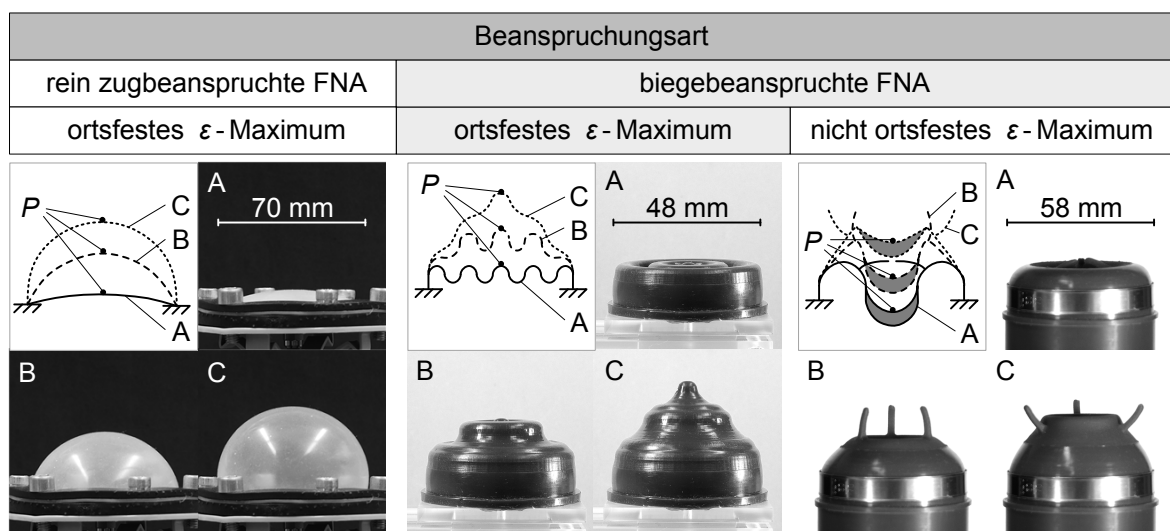 Beanspruchungsart
rein zugbeanspruchte FNA
biegebeanspruchte FNA
ortsfestes ε - Maximum
ortsfestes ε - Maximum
nicht ortsfestes ε - Maximum
P
C
B
A
A
70 mm
B
C
P
C
B
A
A
48 mm
B
C
P
B
C
A
A
58 mm
B
C